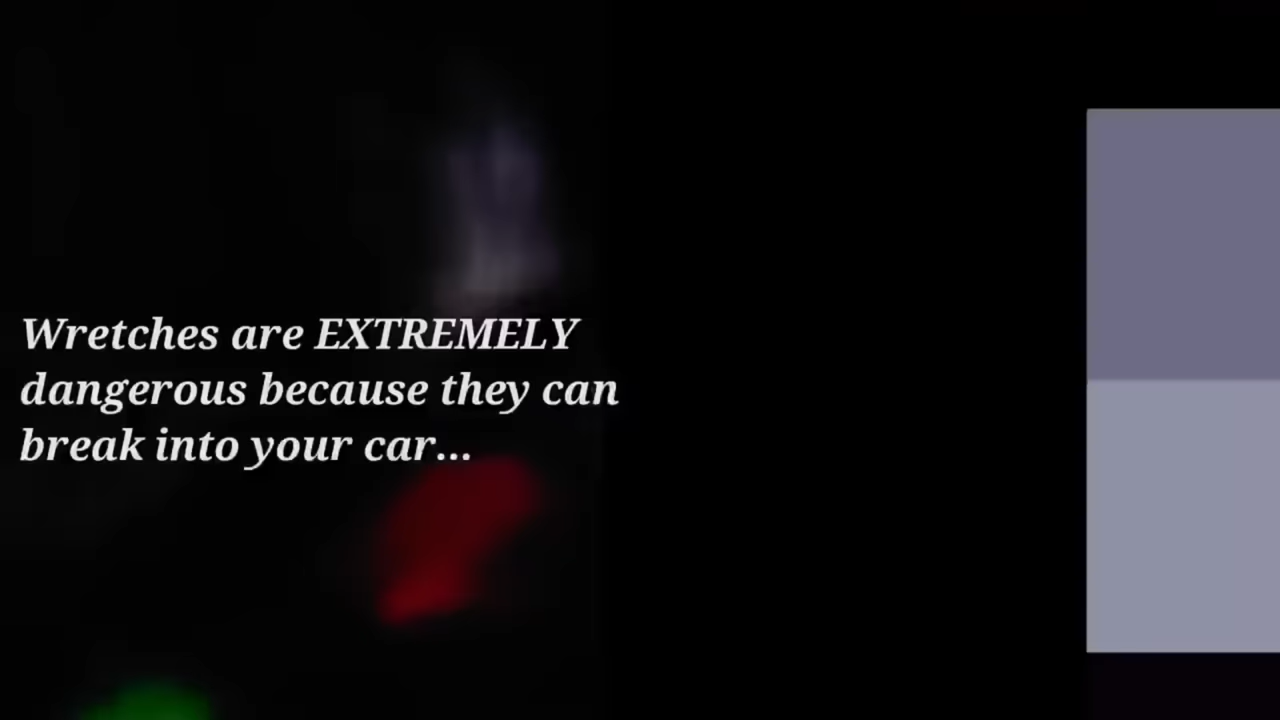 Wretches are EXTREMELY
dangerous because they can
break into your car...